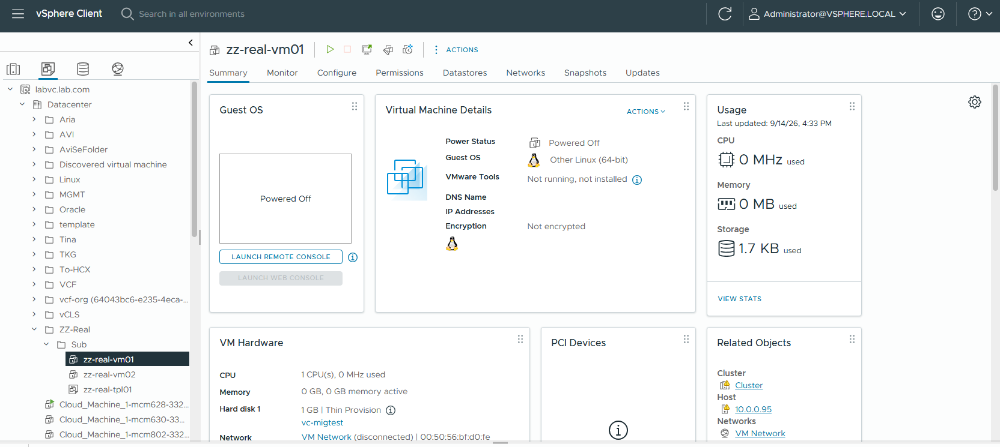 vSphere Client
Search in all environments
Administrator@VSPHERE.LOCAL
labvc.lab.com
Datacenter
Aria
AVI
AviSeFolder
Discovered virtual machine
Linux
MGMT
Oracle
template
Tina
TKG
To-HCX
VCF
vcf-org (64043bc6-e235-4eca-...
vCLS
ZZ-Real
Sub
zz-real-vm01
zz-real-vm02
zz-real-tpl01
Cloud_Machine_1-mcm628-332...
Cloud_Machine_1-mcm630-33...
Cloud_Machine_1-mcm802-332...
zz-real-vm01
ACTIONS
Summary Monitor Configure Permissions Datastores Networks Snapshots Updates
Guest OS
Powered Off
LAUNCH REMOTE CONSOLE
LAUNCH WEB CONSOLE
Virtual Machine Details
ACTIONS
Power Status Powered Off
Guest OS Other Linux (64-bit)
VMware Tools Not running, not installed
DNS Name
IP Addresses
Encryption Not encrypted
Usage
Last updated: 9/14/26, 4:33 PM
CPU
0 MHz used
Memory
0 MB used
Storage
1.7 KB used
VIEW STATS
VM Hardware
CPU 1 CPU(s), 0 MHz used
Memory 0 GB, 0 GB memory active
Hard disk 1 1 GB | Thin Provision
vc-migtest
Network VM Network (disconnected) | 00:50:56:bf:d0:fe
PCI Devices
Related Objects
Cluster
Cluster
Host
10.0.0.95
Networks
VM Network